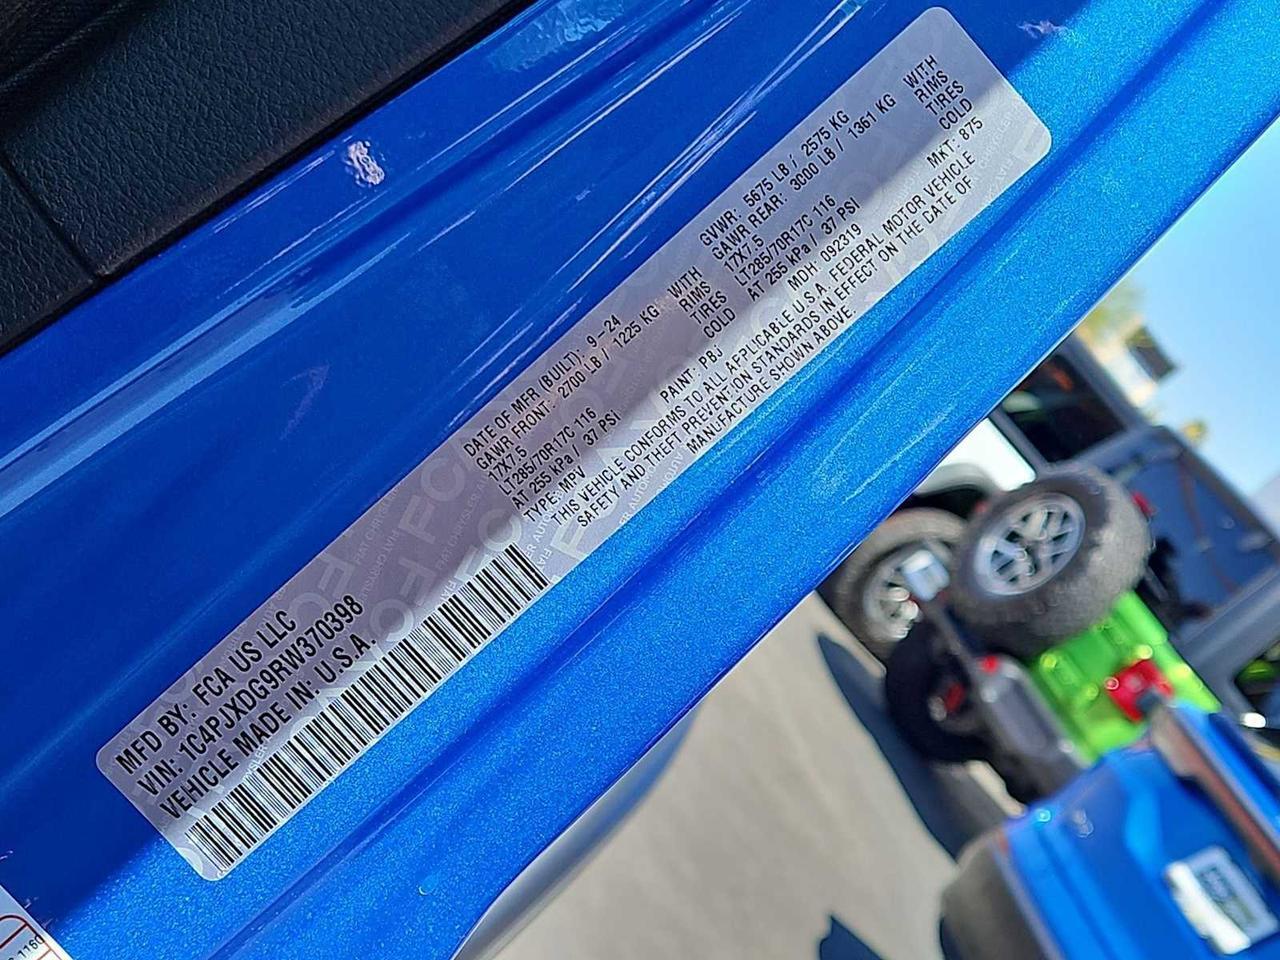 MFD BY: FCA US LLC
VIN: 1C4PJXDG9RW370398
VEHICLE MADE IN: U.S.A.
DATE OF MFR (BUILT): 9-24
GAWR FRONT: 2700 LB / 1225 KG WITH
17X7.5 RIMS
LT285/70R17C 116 TIRES
AT 255 kPa / 37 PSI COLD
TYPE: MPV PAINT: PBJ
GVWR: 5675 LB / 2575 KG
GAWR REAR: 3000 LB / 1361 KG WITH
17X7.5 RIMS
LT285/70R17C 116 TIRES
AT 255 kPa / 37 PSI COLD
MDH: 092319 MKT: 875
THIS VEHICLE CONFORMS TO ALL APPLICABLE U.S.A. FEDERAL MOTOR VEHICLE
SAFETY AND THEFT PREVENTION STANDARDS IN EFFECT ON THE DATE OF
MANUFACTURE SHOWN ABOVE.